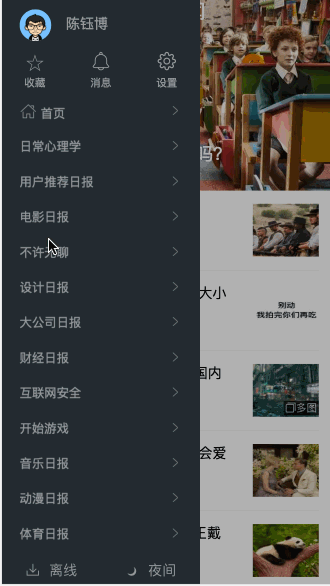 陈钰博
收藏 消息 设置
首页
日常心理学
用户推荐日报
电影日报
不许无聊
设计日报
大公司日报
财经日报
互联网安全
开始游戏
音乐日报
动漫日报
体育日报
离线 夜间
吗?
大小
别动
我拍完你们再吃
国内
多图
会爱
王戴